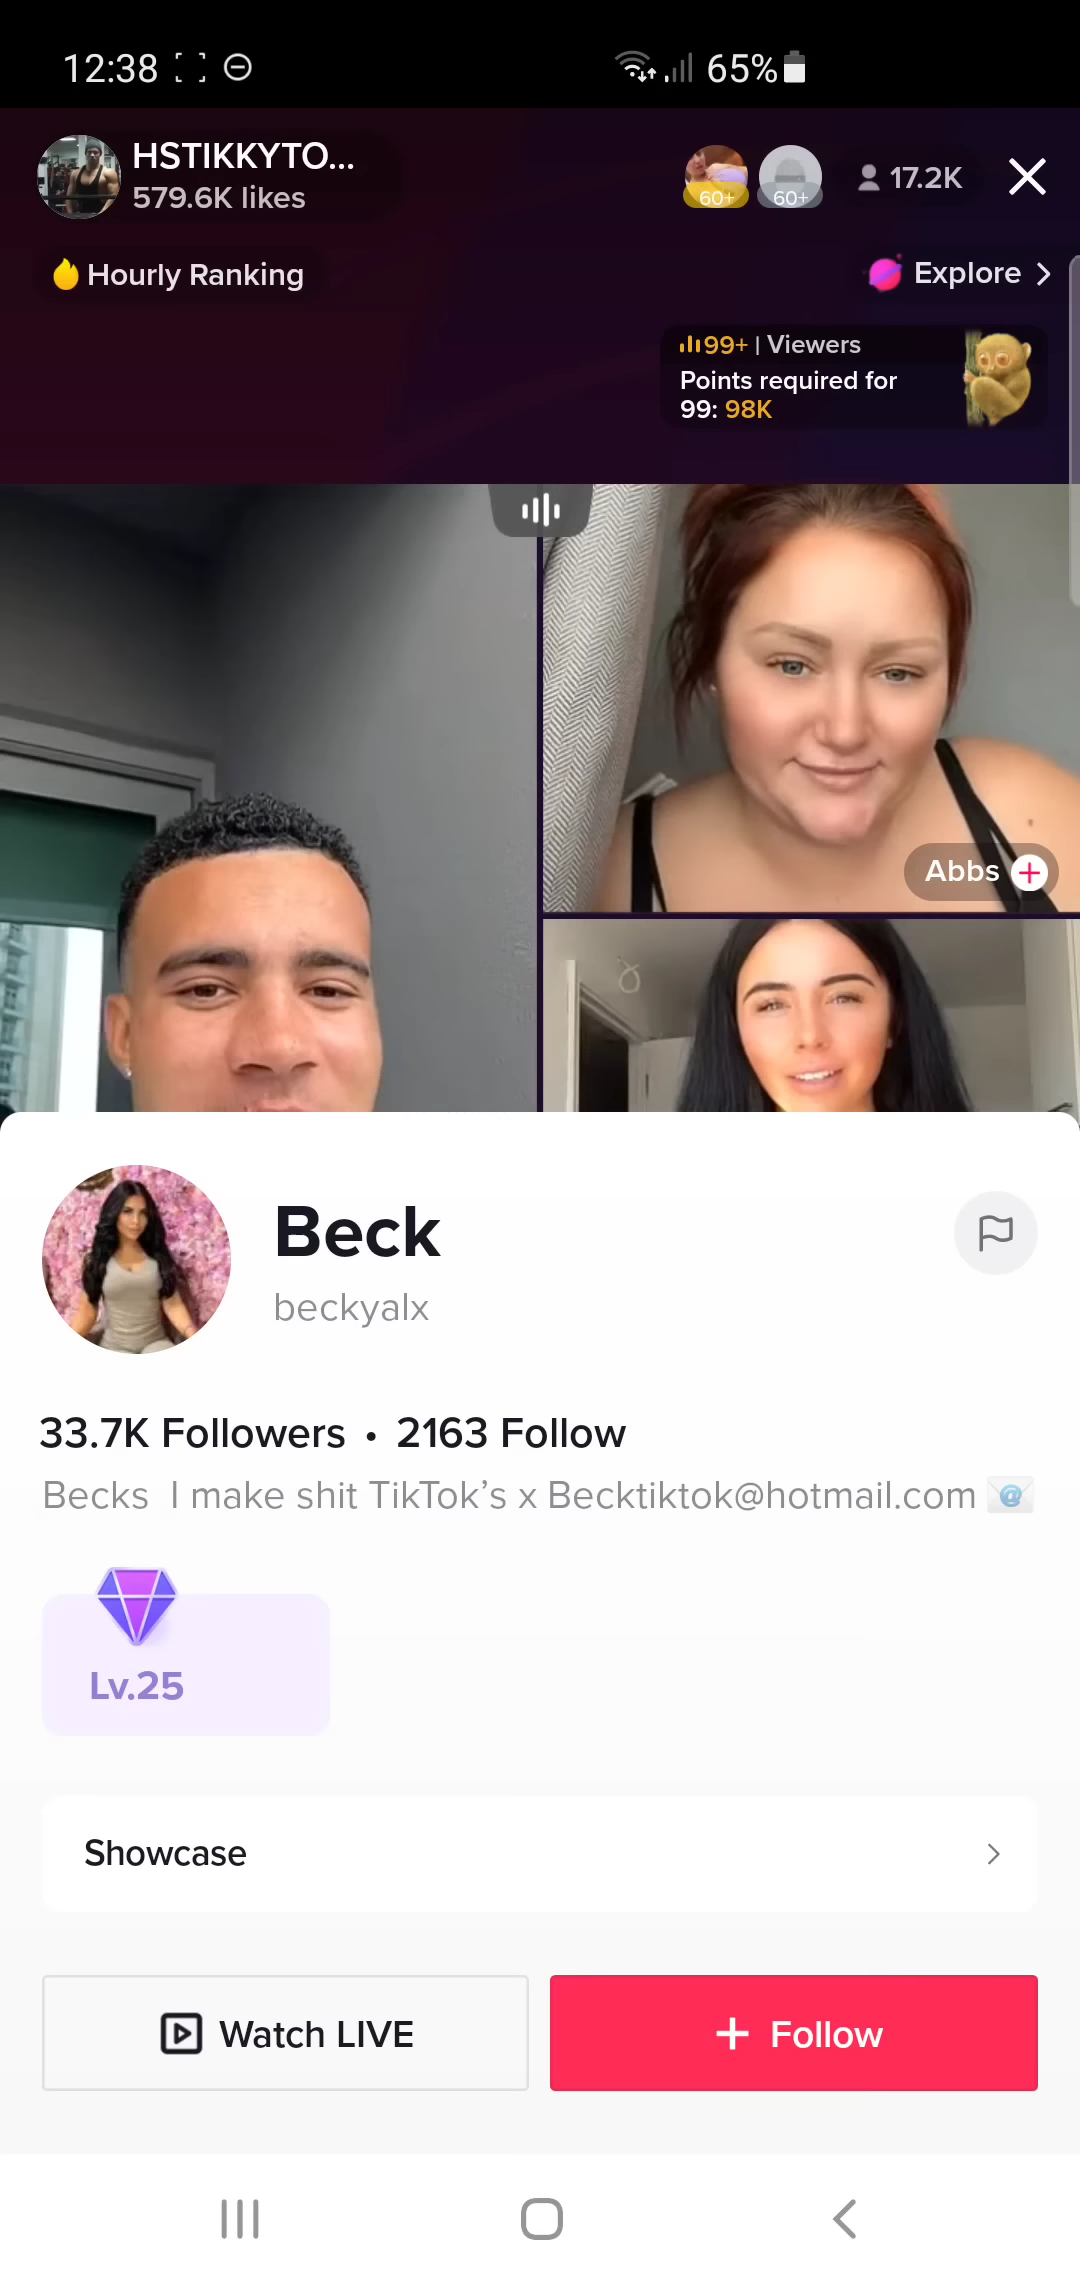 12:38
65%
HSTIKKYTO...
579.6K likes
60+
60+
17.2K
Hourly Ranking
Explore
99+ | Viewers
Points required for
99: 98K
Abbs
Beck
beckyalx
33.7K Followers • 2163 Follow
Becks I make shit TikTok's x Becktiktok@hotmail.com
Lv.25
Showcase
Watch LIVE
Follow